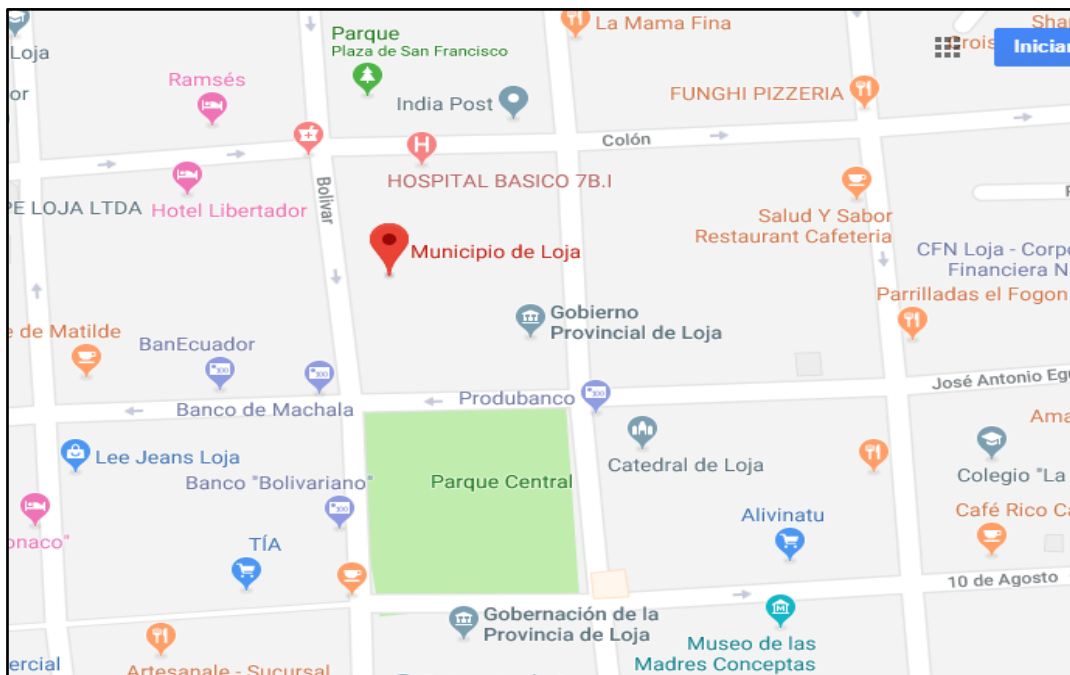 La Mama Fina
Sha
Crois
Iniciar
Loja
or
Parque
Plaza de San Francisco
Ramsés
India Post
FUNGHI PIZZERIA
Colón
HOSPITAL BASICO 7B.I
PE LOJA LTDA
Hotel Libertador
Bolivar
Salud Y Sabor
Restaurant Cafeteria
Municipio de Loja
CFN Loja - Corpo
Financiera N
Parrilladas el Fogon
Gobierno
Provincial de Loja
e de Matilde
BanEcuador
Banco de Machala
Produbanco
José Antonio Egu
Lee Jeans Loja
Banco "Bolivariano"
Parque Central
Catedral de Loja
Ama
Colegio "La
onaco"
TÍA
Alivinatu
Café Rico Ca
10 de Agosto
Gobernación de la
Provincia de Loja
Museo de las
Madres Conceptas
ercial
Artesanale - Sucursal